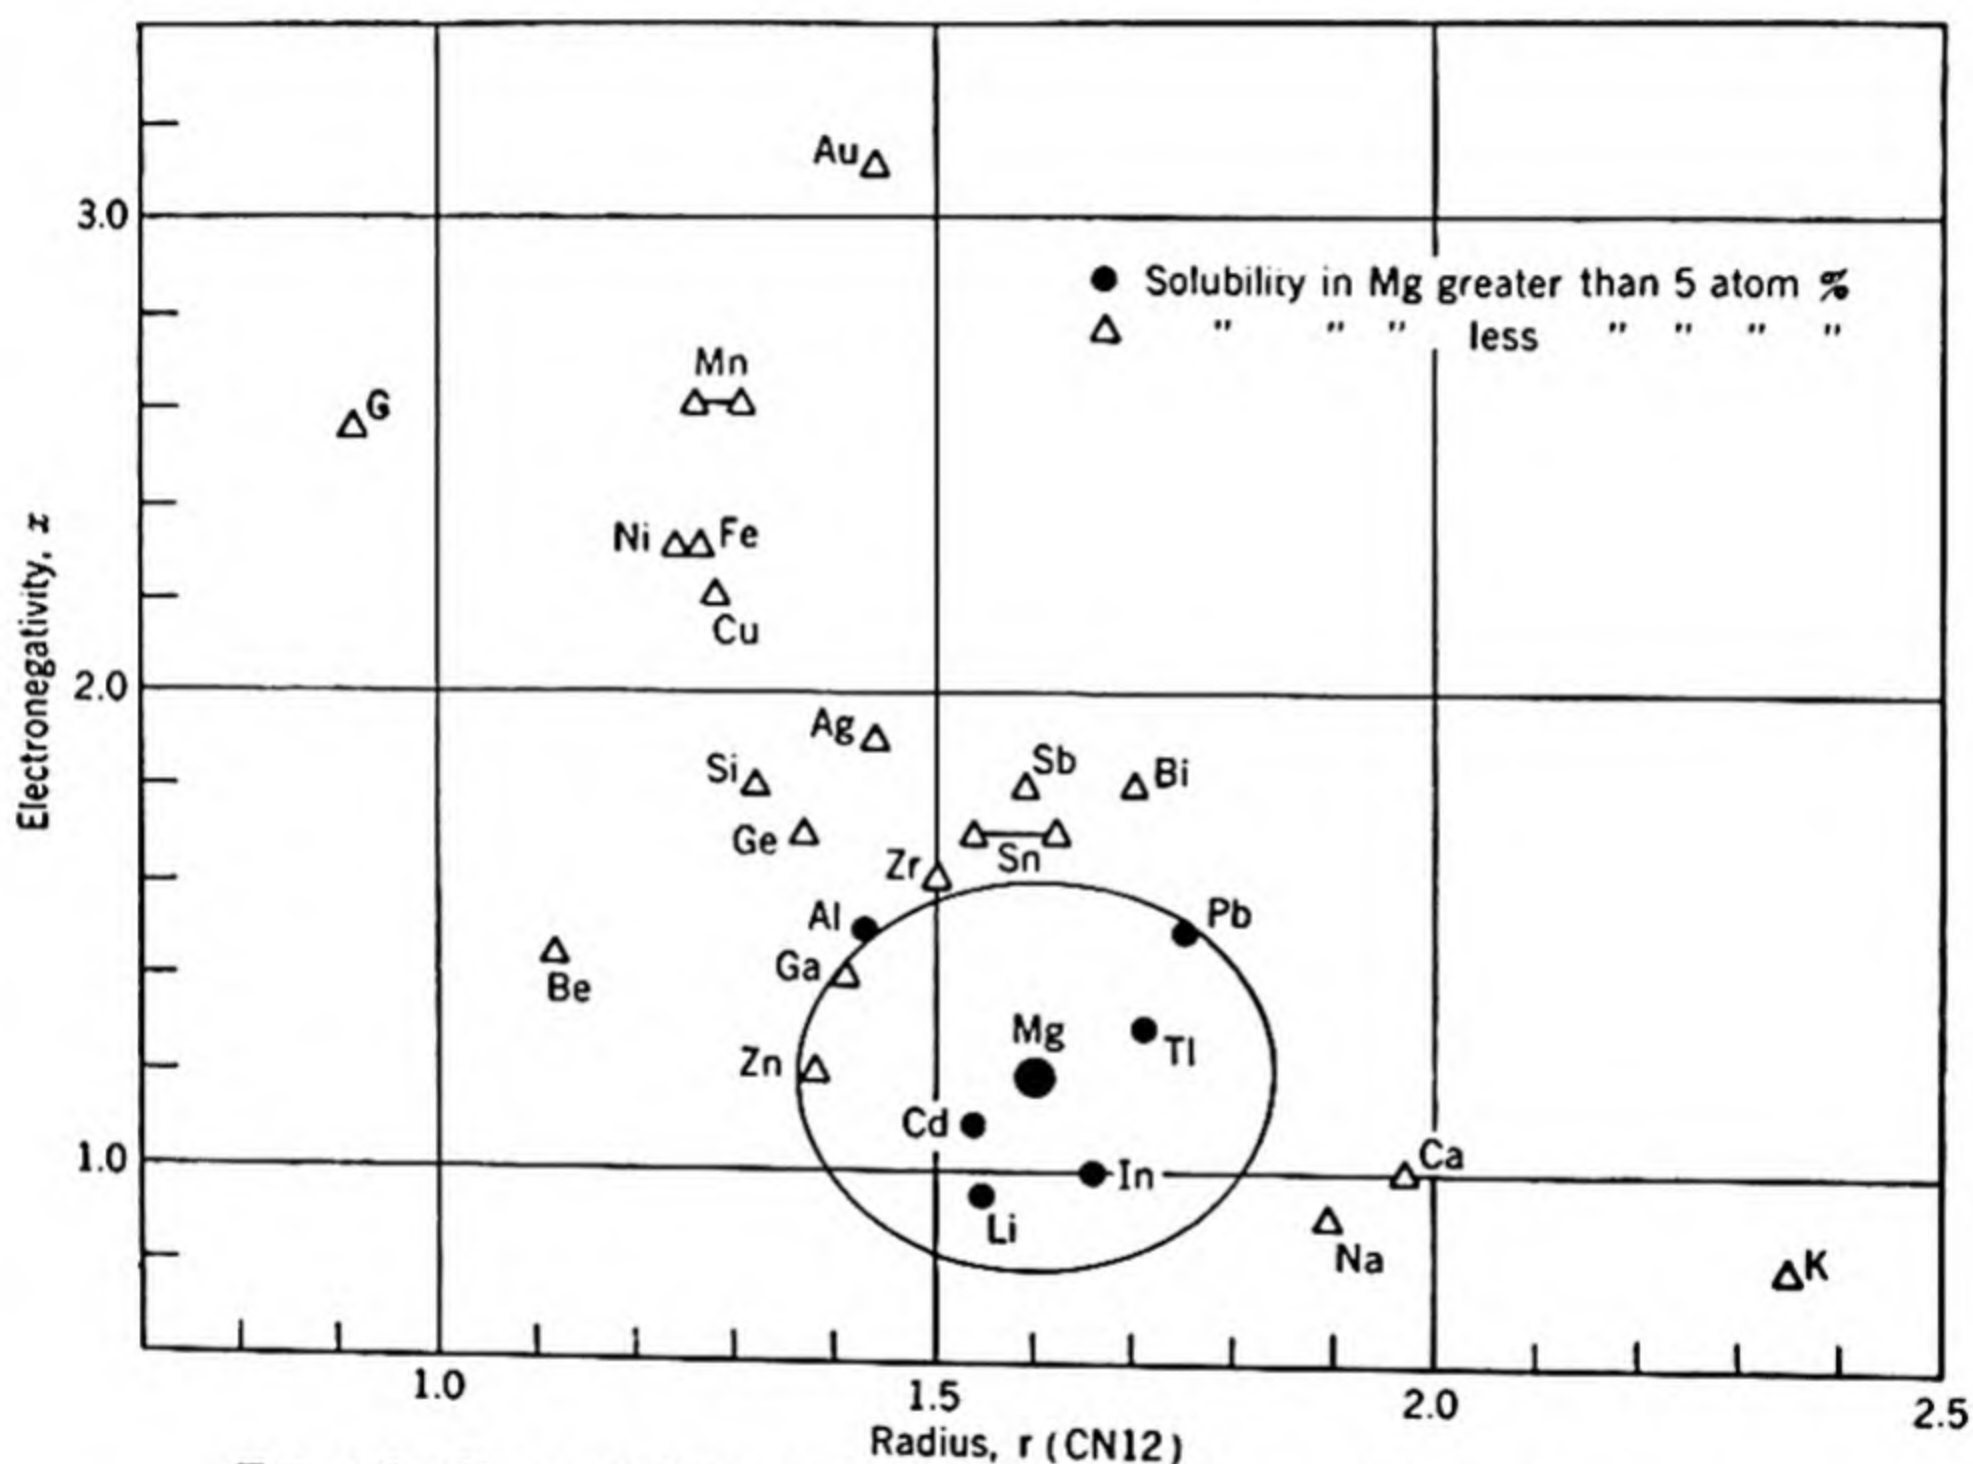 Au
3.0
Solubility in Mg greater than 5 atom %
" " " less " " " "
Mn
G
Ni Fe
Cu
Electronegativity, x
2.0
Ag
Si
Sb
Bi
Ge
Sn
Zr
Al
Pb
Ga
Be
Mg
Tl
Zn
Cd
1.0
Ca
In
Li
Na
K
1.0
1.5
2.0
2.5
Radius, r (CN12)